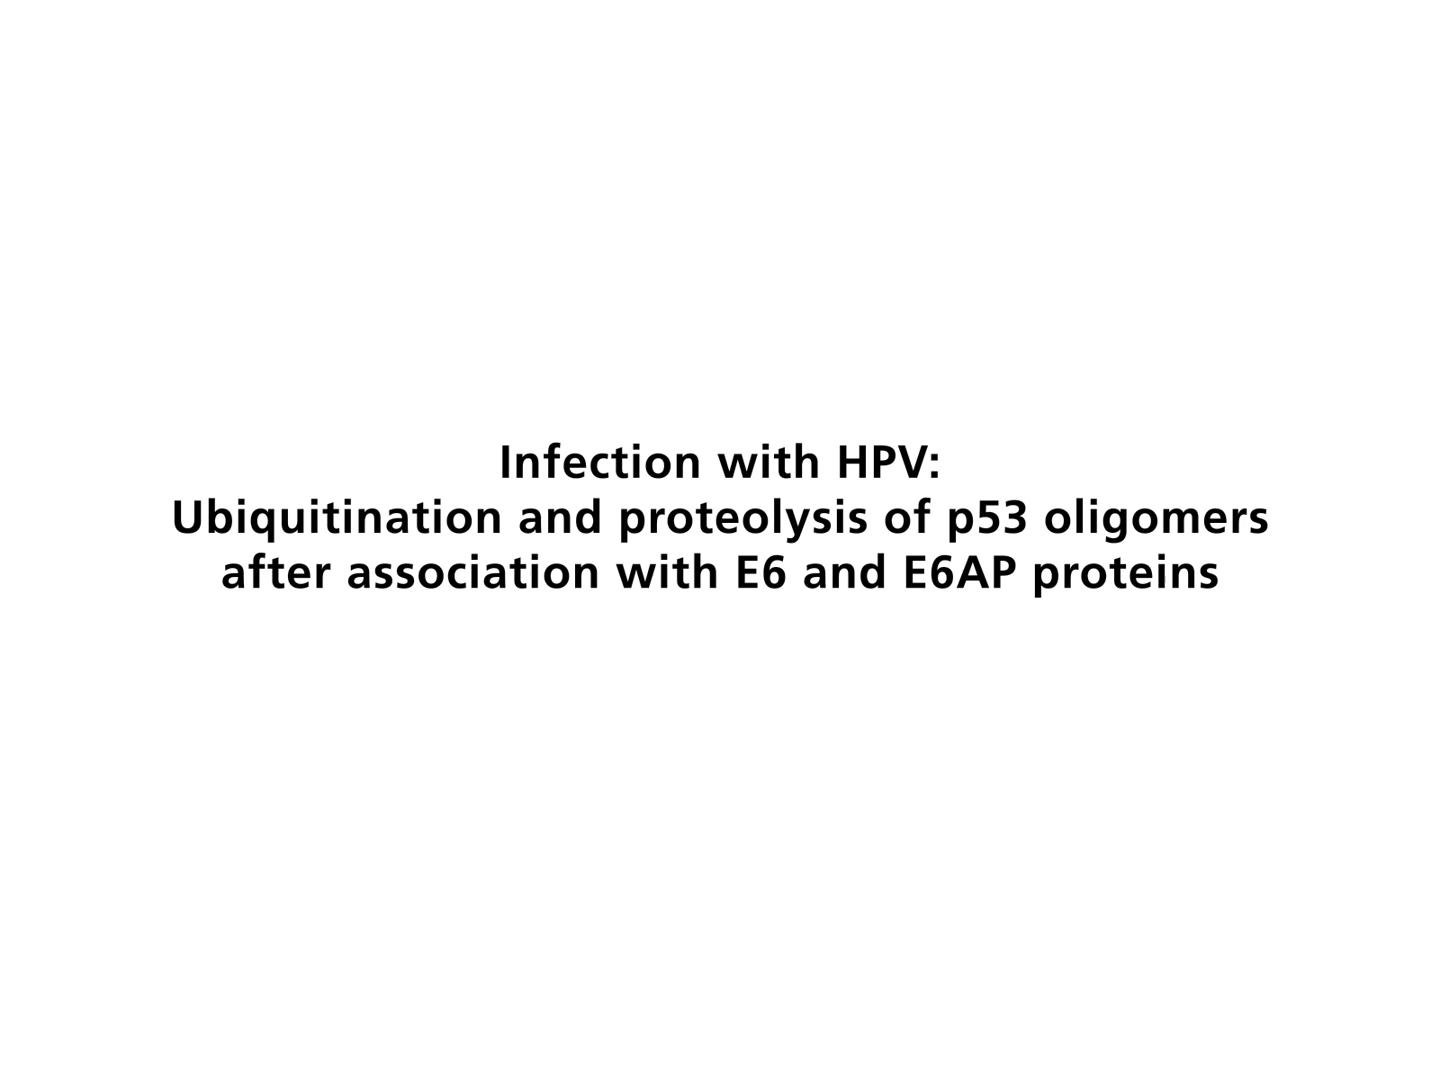 Infection with HPV:
Ubiquitination and proteolysis of p53 oligomers
after association with E6 and E6AP proteins